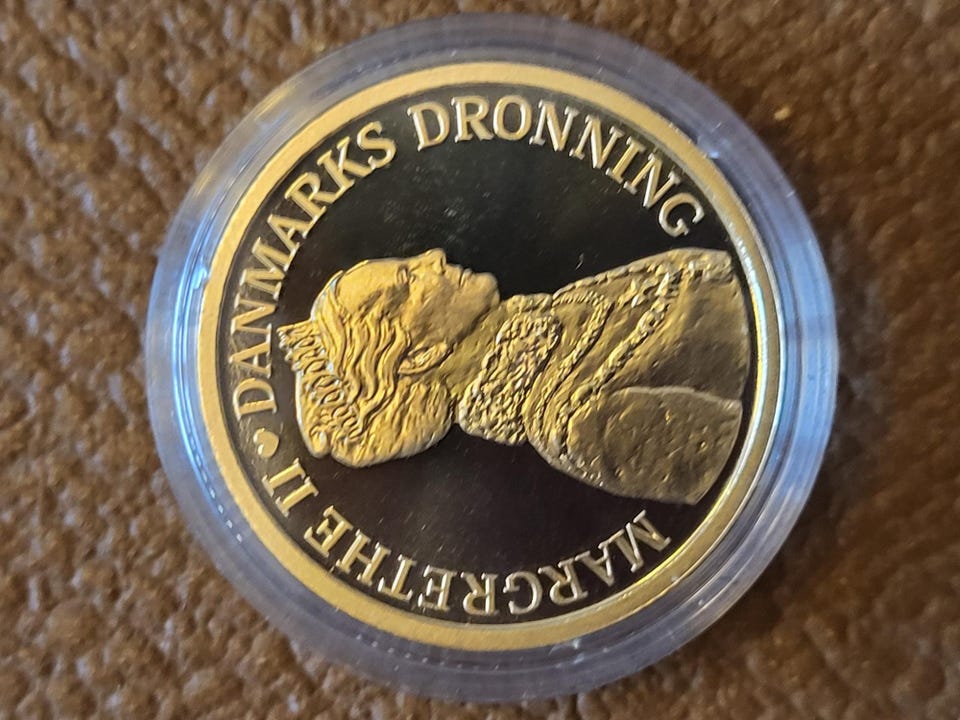 MARGRETHE II • DANMARKS DRONNING